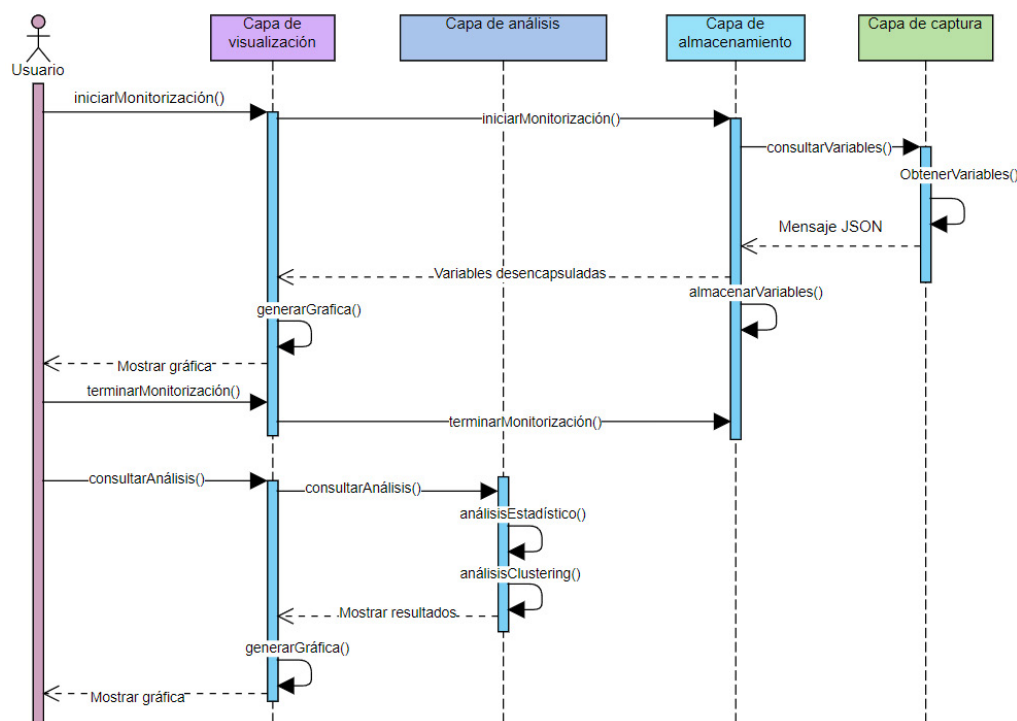 Capa de
visualización
Capa de análisis
Capa de
almacenamiento
Capa de captura
Usuario
iniciarMonitorización()
iniciarMonitorización()
consultarVariables()
ObtenerVariables()
Mensaje JSON
Variables desencapsuladas
almacenarVariables()
generarGrafica()
Mostrar gráfica
terminarMonitorización()
terminarMonitorización()
consultarAnálisis()
consultarAnálisis()
análisisEstadístico()
análisisClustering()
Mostrar resultados
generarGráfica()
Mostrar gráfica